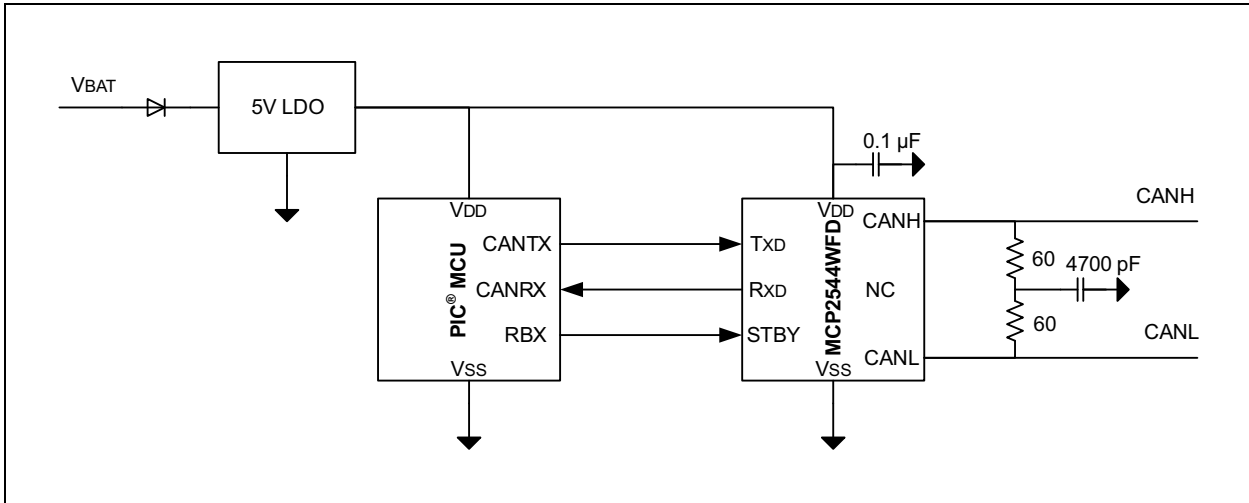 VBAT
5V LDO
0.1 µF
VDD
CANTX
CANRX
RBX
VSS
PIC® MCU
VDD
TXD
RXD
STBY
VSS
MCP2544WFD
CANH
NC
CANL
CANH
60
4700 pF
60
CANL